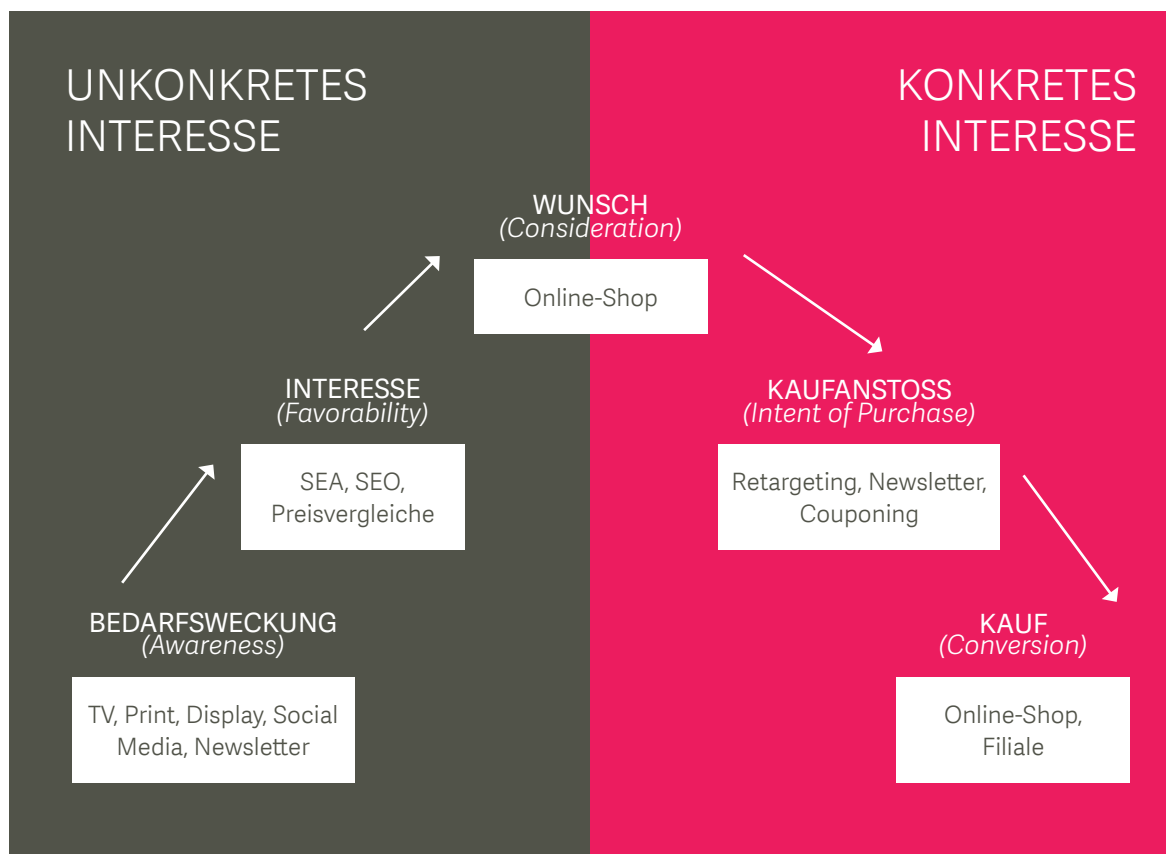 UNKONKRETES
INTERESSE
KONKRETES
INTERESSE
WUNSCH
(Consideration)
Online-Shop
INTERESSE
(Favorability)
SEA, SEO,
Preisvergleiche
KAUFANSTOSS
(Intent of Purchase)
Retargeting, Newsletter,
Couponing
BEDARFSWECKUNG
(Awareness)
TV, Print, Display, Social
Media, Newsletter
KAUF
(Conversion)
Online-Shop,
Filiale